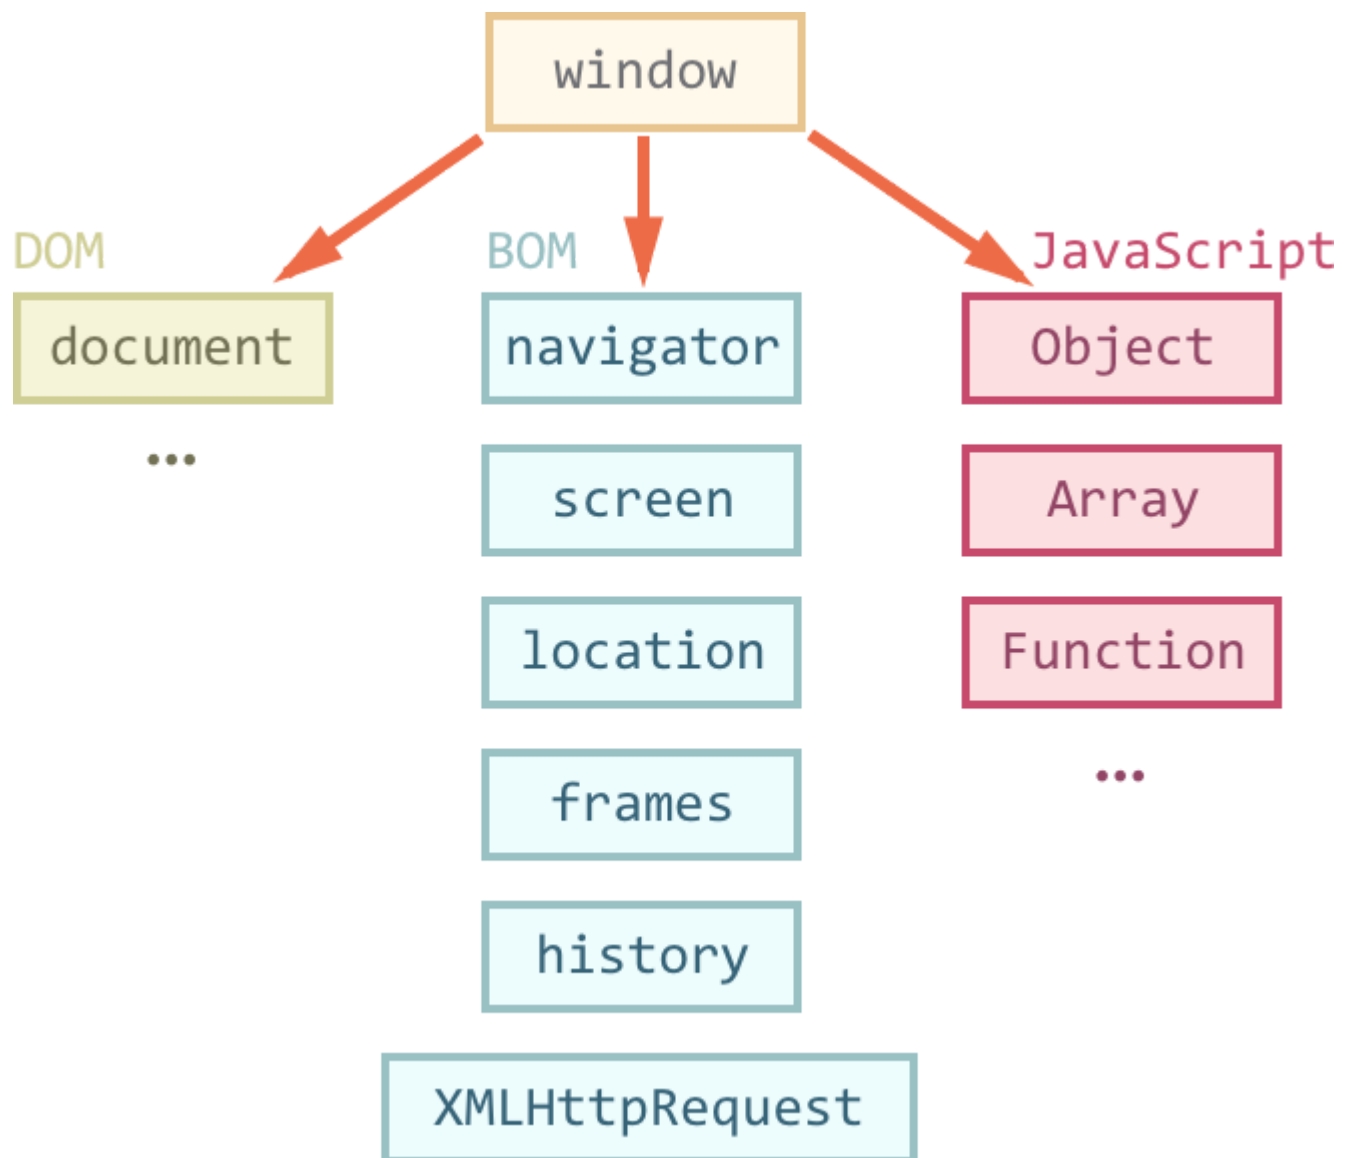 window
DOM
BOM
JavaScript
document
navigator
Object
...
screen
Array
location
Function
frames
...
history
XMLHttpRequest